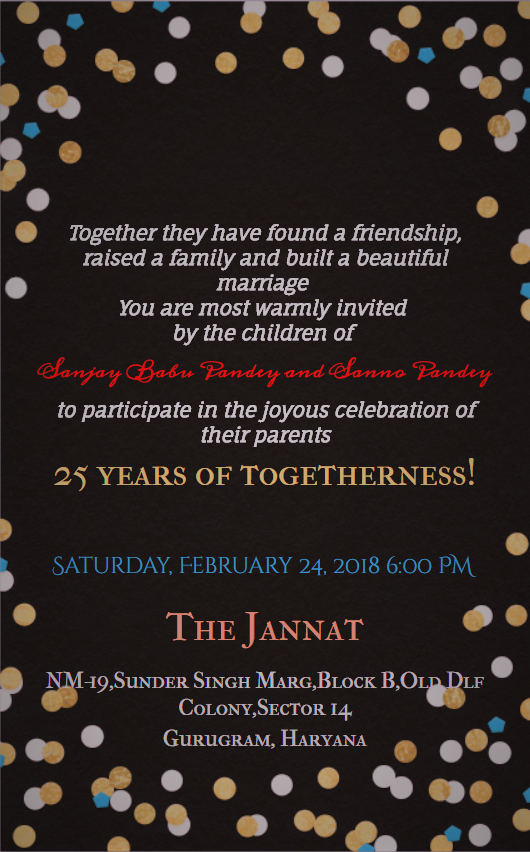 Together they have found a friendship,
raised a family and built a beautiful
marriage
You are most warmly invited
by the children of
Sanjay Babu Pandey and Sanno Pandey
to participate in the joyous celebration of
their parents
25 years of togetherness!
Saturday, February 24, 2018 6:00 PM
The Jannat
NM-19,Sunder Singh Marg,Block B,Old Dlf
Colony,Sector 14
Gurugram, Haryana